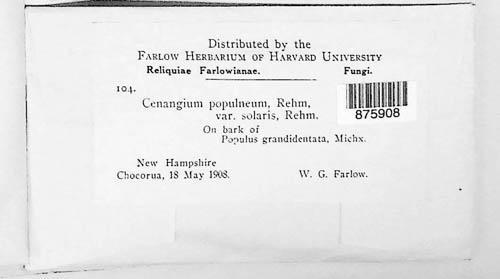 Distributed by the
FARLOW HERBARIUM OF HARVARD UNIVERSITY
Reliquiae Farlowianae. Fungi.
104.
Cenangium populneum, Rehm,
var. solaris, Rehm.
875908
On bark of
Populus grandidentata, Michx.
New Hampshire
Chocorua, 18 May 1908. W. G. Farlow.